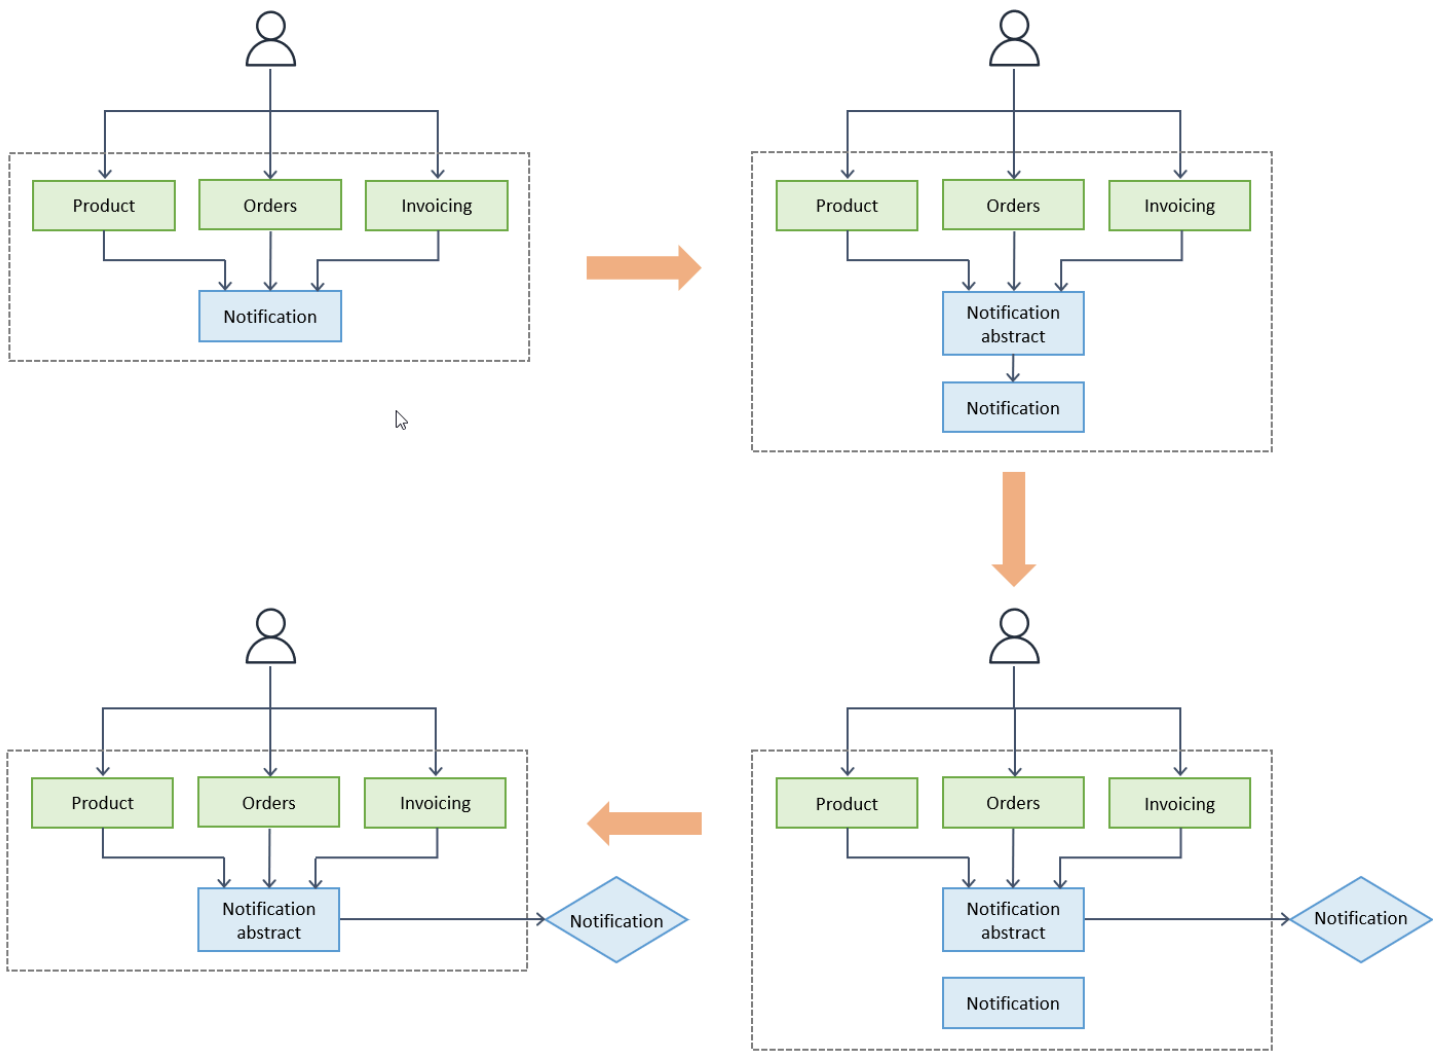 Product
Orders
Invoicing
Notification
Product
Orders
Invoicing
Notification
abstract
Notification
Product
Orders
Invoicing
Notification
abstract
Notification
Product
Orders
Invoicing
Notification
abstract
Notification
Notification